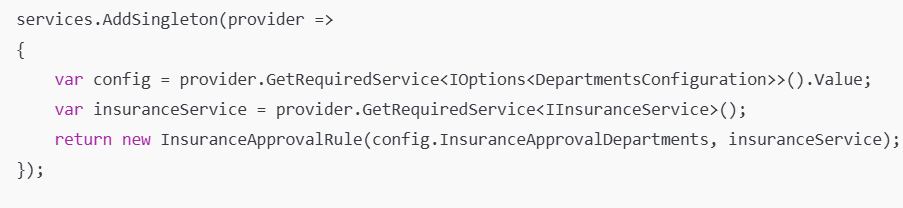 services.AddSingleton(provider =>
{
    var config = provider.GetRequiredService<IOptions<DepartmentsConfiguration>>().Value;
    var insuranceService = provider.GetRequiredService<IInsuranceService>();
    return new InsuranceApprovalRule(config.InsuranceApprovalDepartments, insuranceService);
});